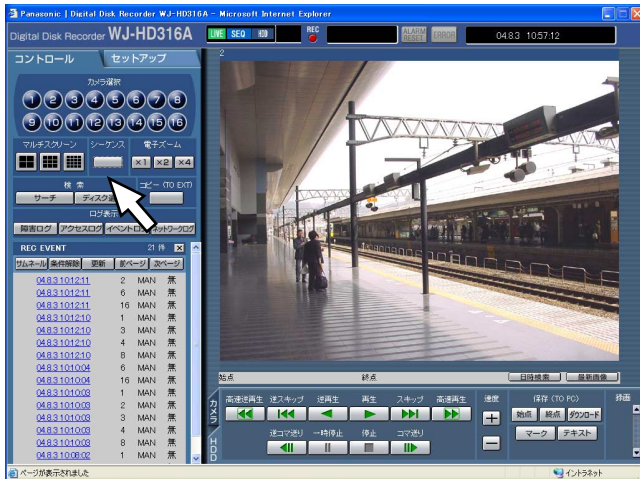 Panasonic | Digital Disk Recorder WJ-HD316A - Microsoft Internet Explorer
Digital Disk Recorder WJ-HD316A
LIVE SEQ HDD REC ALARM RESET ERROR 04.8.3 10:57:12
コントロール セットアップ
2
カメラ選択
1 2 3 4 5 6 7 8
9 10 11 12 13 14 15 16
マルチスクリーン シーケンス 電子ズーム
×1 ×2 ×4
検 索 コピー (TO EXT)
サーチ ディスク
ログ表示
障害ログ アクセスログ イベントログ ネットワークログ
REC EVENT 21 件
サムネール 条件解除 更新 前ページ 次ページ
04.8.3 10:12:11 2 MAN 無
04.8.3 10:12:11 6 MAN 無
04.8.3 10:12:11 16 MAN 無
04.8.3 10:12:10 1 MAN 無
04.8.3 10:12:10 3 MAN 無
04.8.3 10:12:10 4 MAN 無
04.8.3 10:12:10 8 MAN 無
04.8.3 10:10:04 6 MAN 無
04.8.3 10:10:04 16 MAN 無
04.8.3 10:10:03 1 MAN 無
04.8.3 10:10:03 2 MAN 無
04.8.3 10:10:03 3 MAN 無
04.8.3 10:10:03 4 MAN 無
04.8.3 10:10:03 8 MAN 無
04.8.3 10:08:02 1 MAN 無
始点 終点 日時検索 最新画像
カメラ
HDD
高速逆再生 逆スキップ 逆再生 再生 スキップ 高速再生 速度 保存 (TO PC) 録画
始点 終点 ダウンロード
逆コマ送り 一時停止 停止 コマ送り
マーク テキスト
ページが表示されました イントラネット